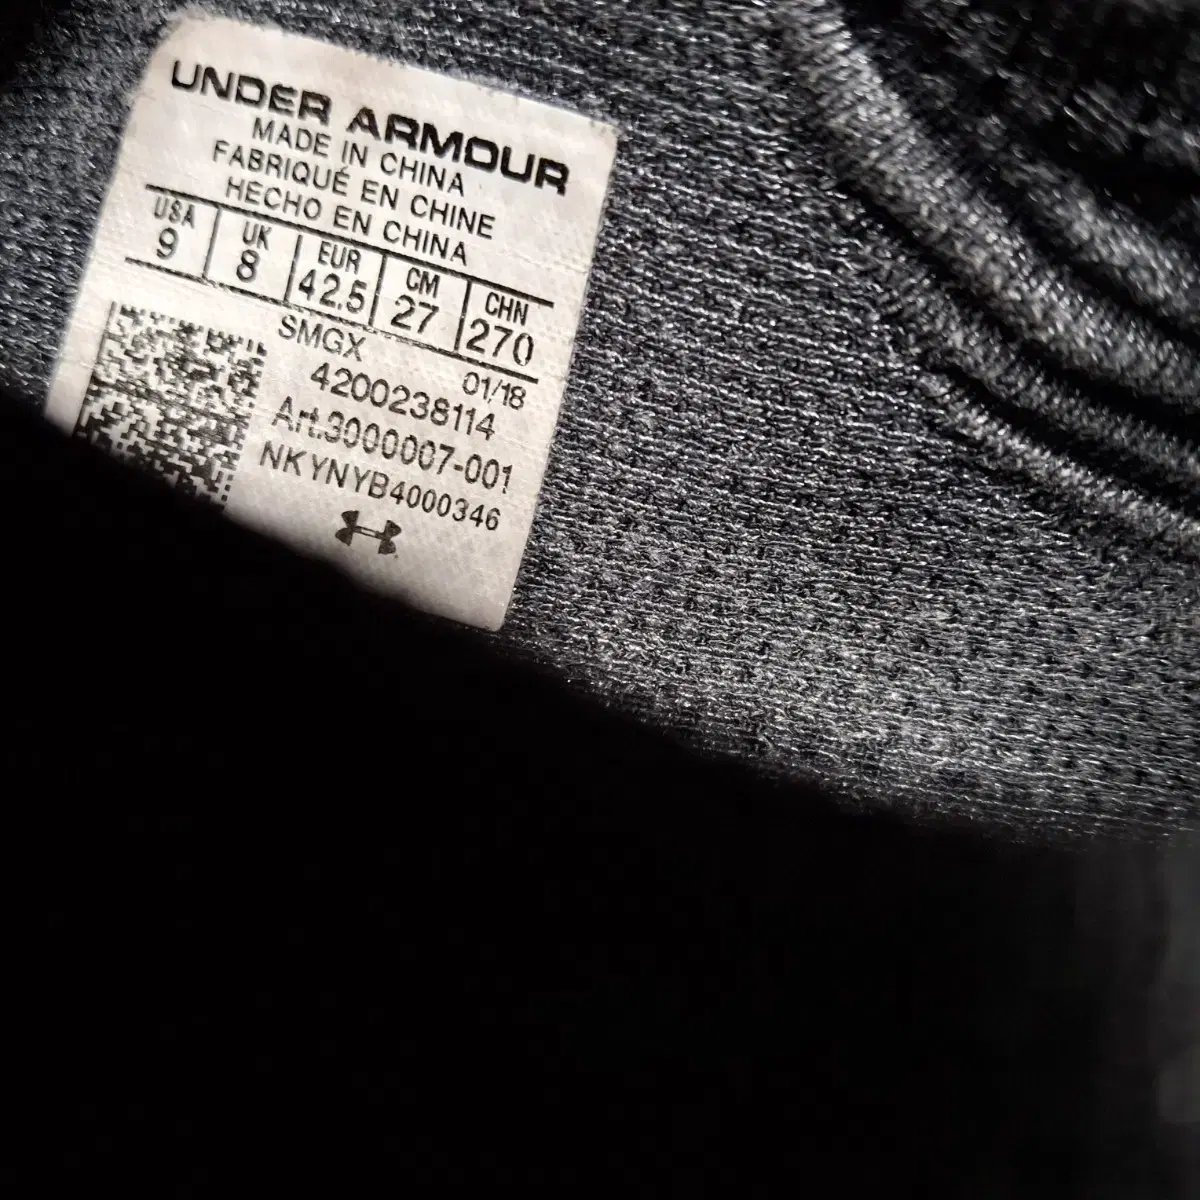 UNDER ARMOUR
MADE IN CHINA
FABRIQUÉ EN CHINE
HECHO EN CHINA
USA UK EUR CM CHN
9 8 42.5 27 270
SMGX 01/18
4200238114
Art.3000007-001
NKYNYB4000346